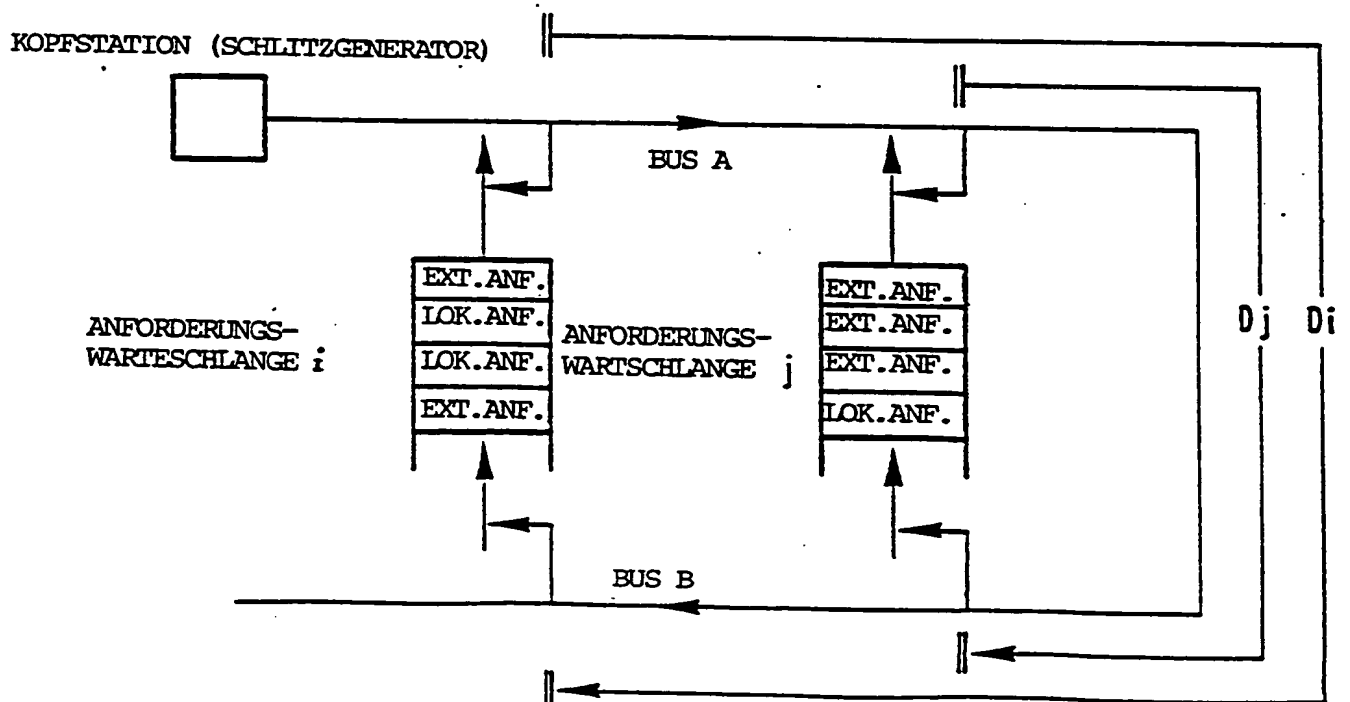 KOPFSTATION (SCHLITZGENERATOR)
BUS A
ANFORDERUNGS-
WARTESCHLANGE i
EXT.ANF.
LOK.ANF.
LOK.ANF.
EXT.ANF.
ANFORDERUNGS-
WARTSCHLANGE j
EXT.ANF.
EXT.ANF.
EXT.ANF.
LOK.ANF.
Dj Di
BUS B